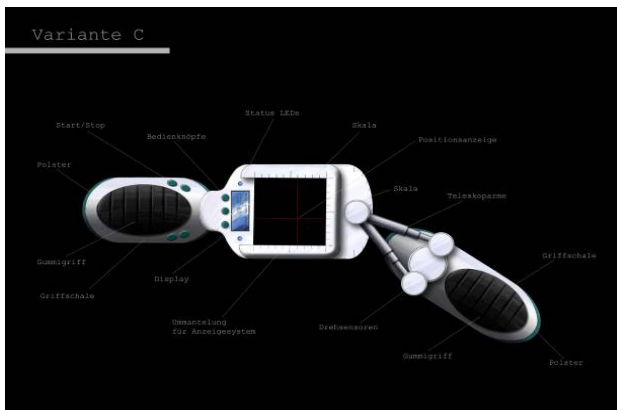 Variante C
Status LEDs
Start/Stop
Skala
Bedienknöpfe
Positionsanzeige
Polster
Skala
Teleskoparme
Gummigriff
Griffschale
Display
Griffschale
Ummantelung
für Anzeigesystem
Drehsensoren
Gummigriff
Polster